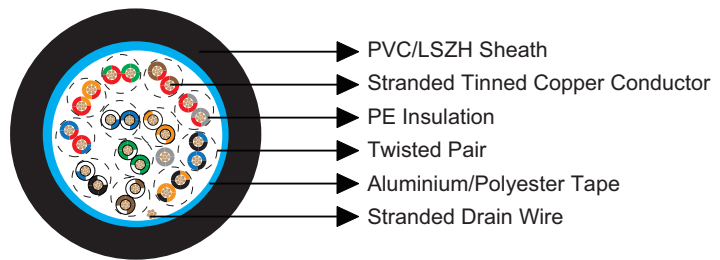 PVC/LSZH Sheath
Stranded Tinned Copper Conductor
PE Insulation
Twisted Pair
Aluminium/Polyester Tape
Stranded Drain Wire